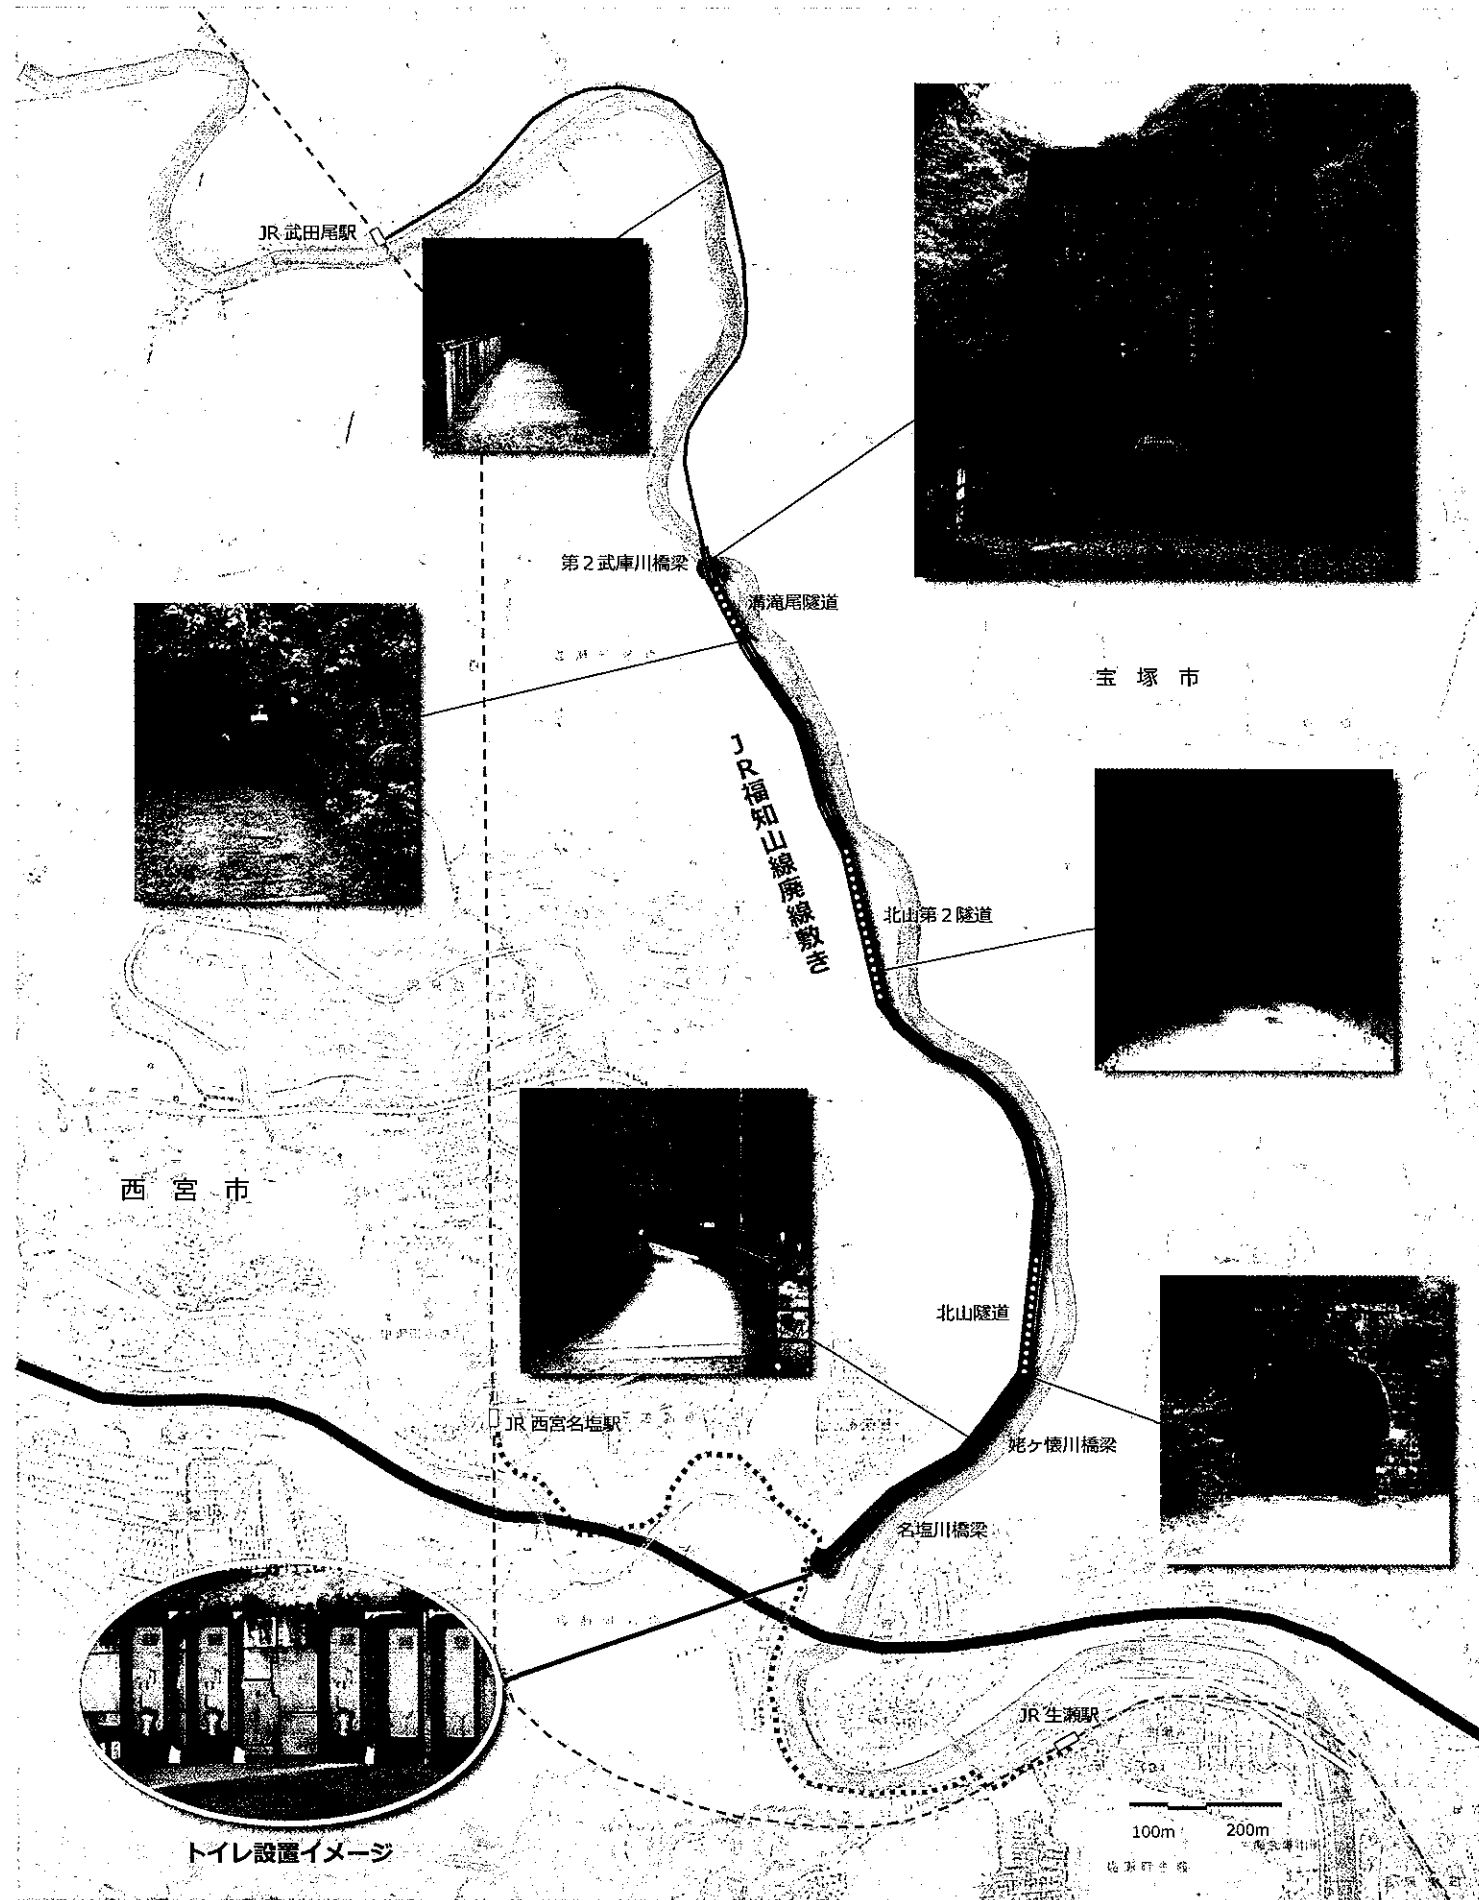 JR 武田尾駅
第2武庫川橋梁
溝滝尾隧道
宝塚市
JR福知山線廃線敷き
北山第2隧道
西宮市
北山隧道
JR 西宮名塩駅
姥ケ懐川橋梁
名塩川橋梁
JR 生瀬駅
100m 200m
トイレ設置イメージ